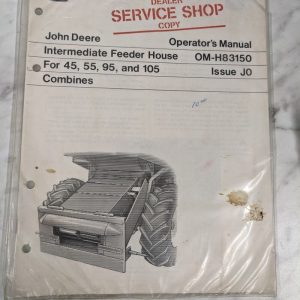 DEALER
SERVICE SHOP
COPY
John Deere Operator's Manual
Intermediate Feeder House OM-H83150
For 45, 55, 95, and 105 Issue J0
Combines